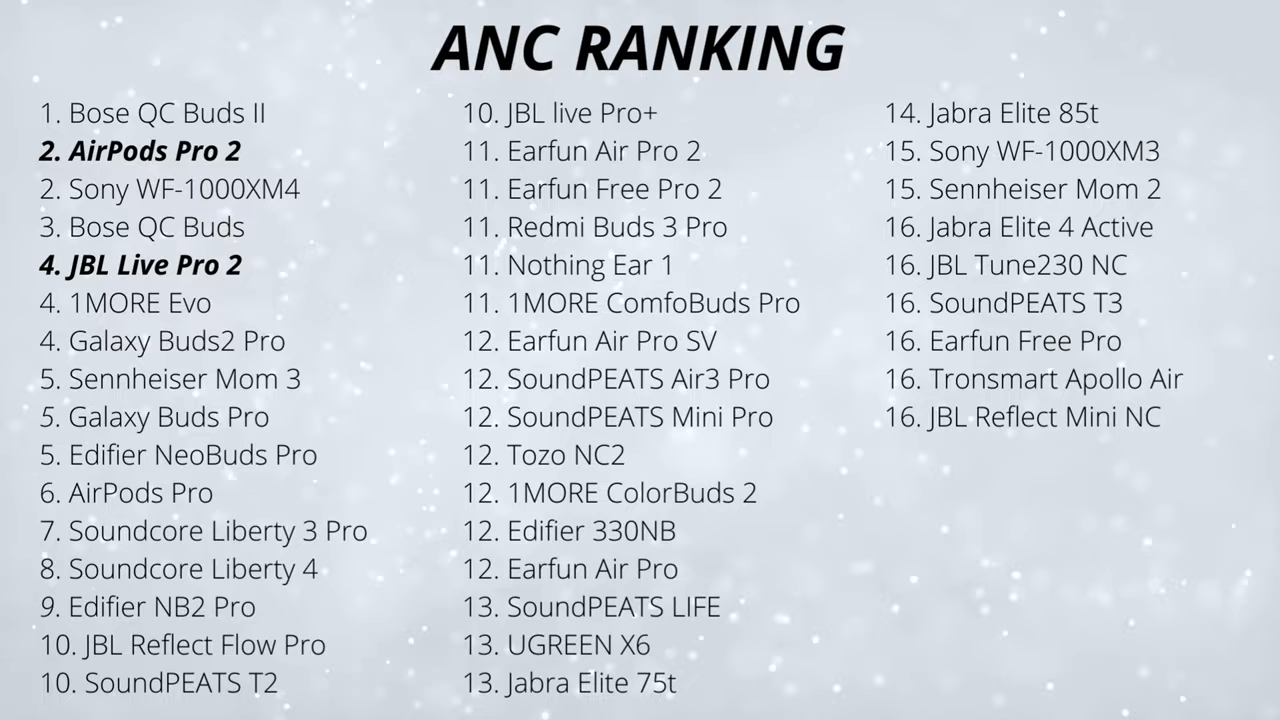 ANC RANKING
1. Bose QC Buds II
2. AirPods Pro 2
2. Sony WF-1000XM4
3. Bose QC Buds
4. JBL Live Pro 2
4. 1MORE Evo
4. Galaxy Buds2 Pro
5. Sennheiser Mom 3
5. Galaxy Buds Pro
5. Edifier NeoBuds Pro
6. AirPods Pro
7. Soundcore Liberty 3 Pro
8. Soundcore Liberty 4
9. Edifier NB2 Pro
10. JBL Reflect Flow Pro
10. SoundPEATS T2
10. JBL live Pro+
11. Earfun Air Pro 2
11. Earfun Free Pro 2
11. Redmi Buds 3 Pro
11. Nothing Ear 1
11. 1MORE ComfoBuds Pro
12. Earfun Air Pro SV
12. SoundPEATS Air3 Pro
12. SoundPEATS Mini Pro
12. Tozo NC2
12. 1MORE ColorBuds 2
12. Edifier 330NB
12. Earfun Air Pro
13. SoundPEATS LIFE
13. UGREEN X6
13. Jabra Elite 75t
14. Jabra Elite 85t
15. Sony WF-1000XM3
15. Sennheiser Mom 2
16. Jabra Elite 4 Active
16. JBL Tune230 NC
16. SoundPEATS T3
16. Earfun Free Pro
16. Tronsmart Apollo Air
16. JBL Reflect Mini NC